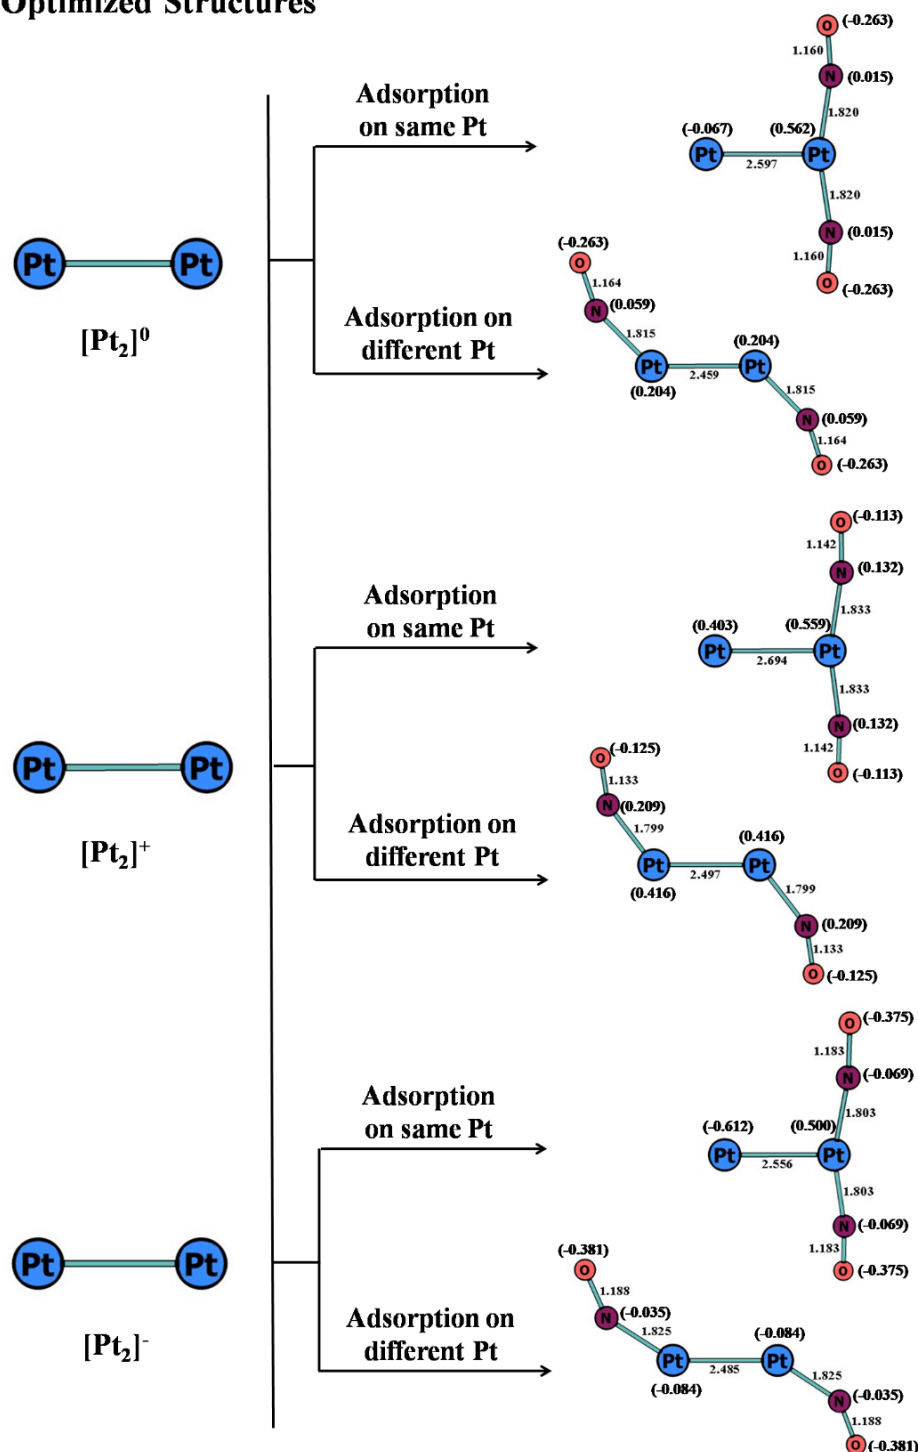 Optimized Structures
O (-0.263)
1.160
N (0.015)
1.820
Adsorption
on same Pt
(-0.067) (0.562)
Pt Pt
2.597
1.820
N (0.015)
1.160
O (-0.263)
Pt Pt
[Pt2]0
(-0.263)
O
1.164
N (0.059)
1.815
Adsorption on
different Pt
(0.204)
Pt Pt
2.459
(0.204)
1.815
N (0.059)
1.164
O (-0.263)
O (-0.113)
1.142
N (0.132)
1.833
Adsorption
on same Pt
(0.403) (0.559)
Pt Pt
2.694
1.833
N (0.132)
1.142
O (-0.113)
Pt Pt
[Pt2]+
O (-0.125)
1.133
N (0.209)
1.799
Adsorption on
different Pt
(0.416)
Pt Pt
2.497
(0.416)
1.799
N (0.209)
1.133
O (-0.125)
O (-0.375)
1.183
N (-0.069)
1.803
Adsorption
on same Pt
(-0.612) (0.500)
Pt Pt
2.556
1.803
N (-0.069)
1.183
O (-0.375)
Pt Pt
[Pt2]-
(-0.381)
O
1.188
N (-0.035)
1.825
Adsorption on
different Pt
(-0.084)
Pt Pt
2.485
(-0.084)
1.825
N (-0.035)
1.188
O (-0.381)